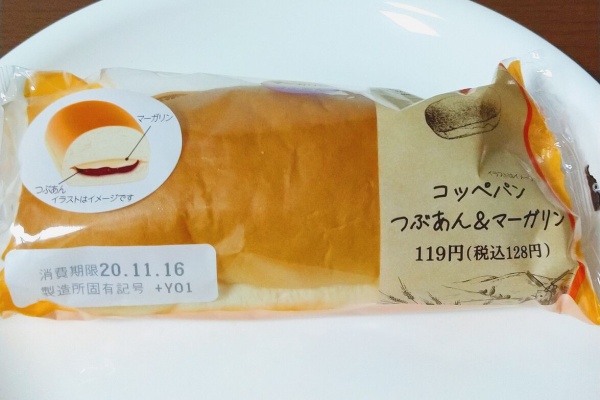 マーガリン
つぶあん
イラストはイメージです
コッペパン
つぶあん&マーガリン
119円(税込128円)
消費期限20.11.16
製造所固有記号 +Y01